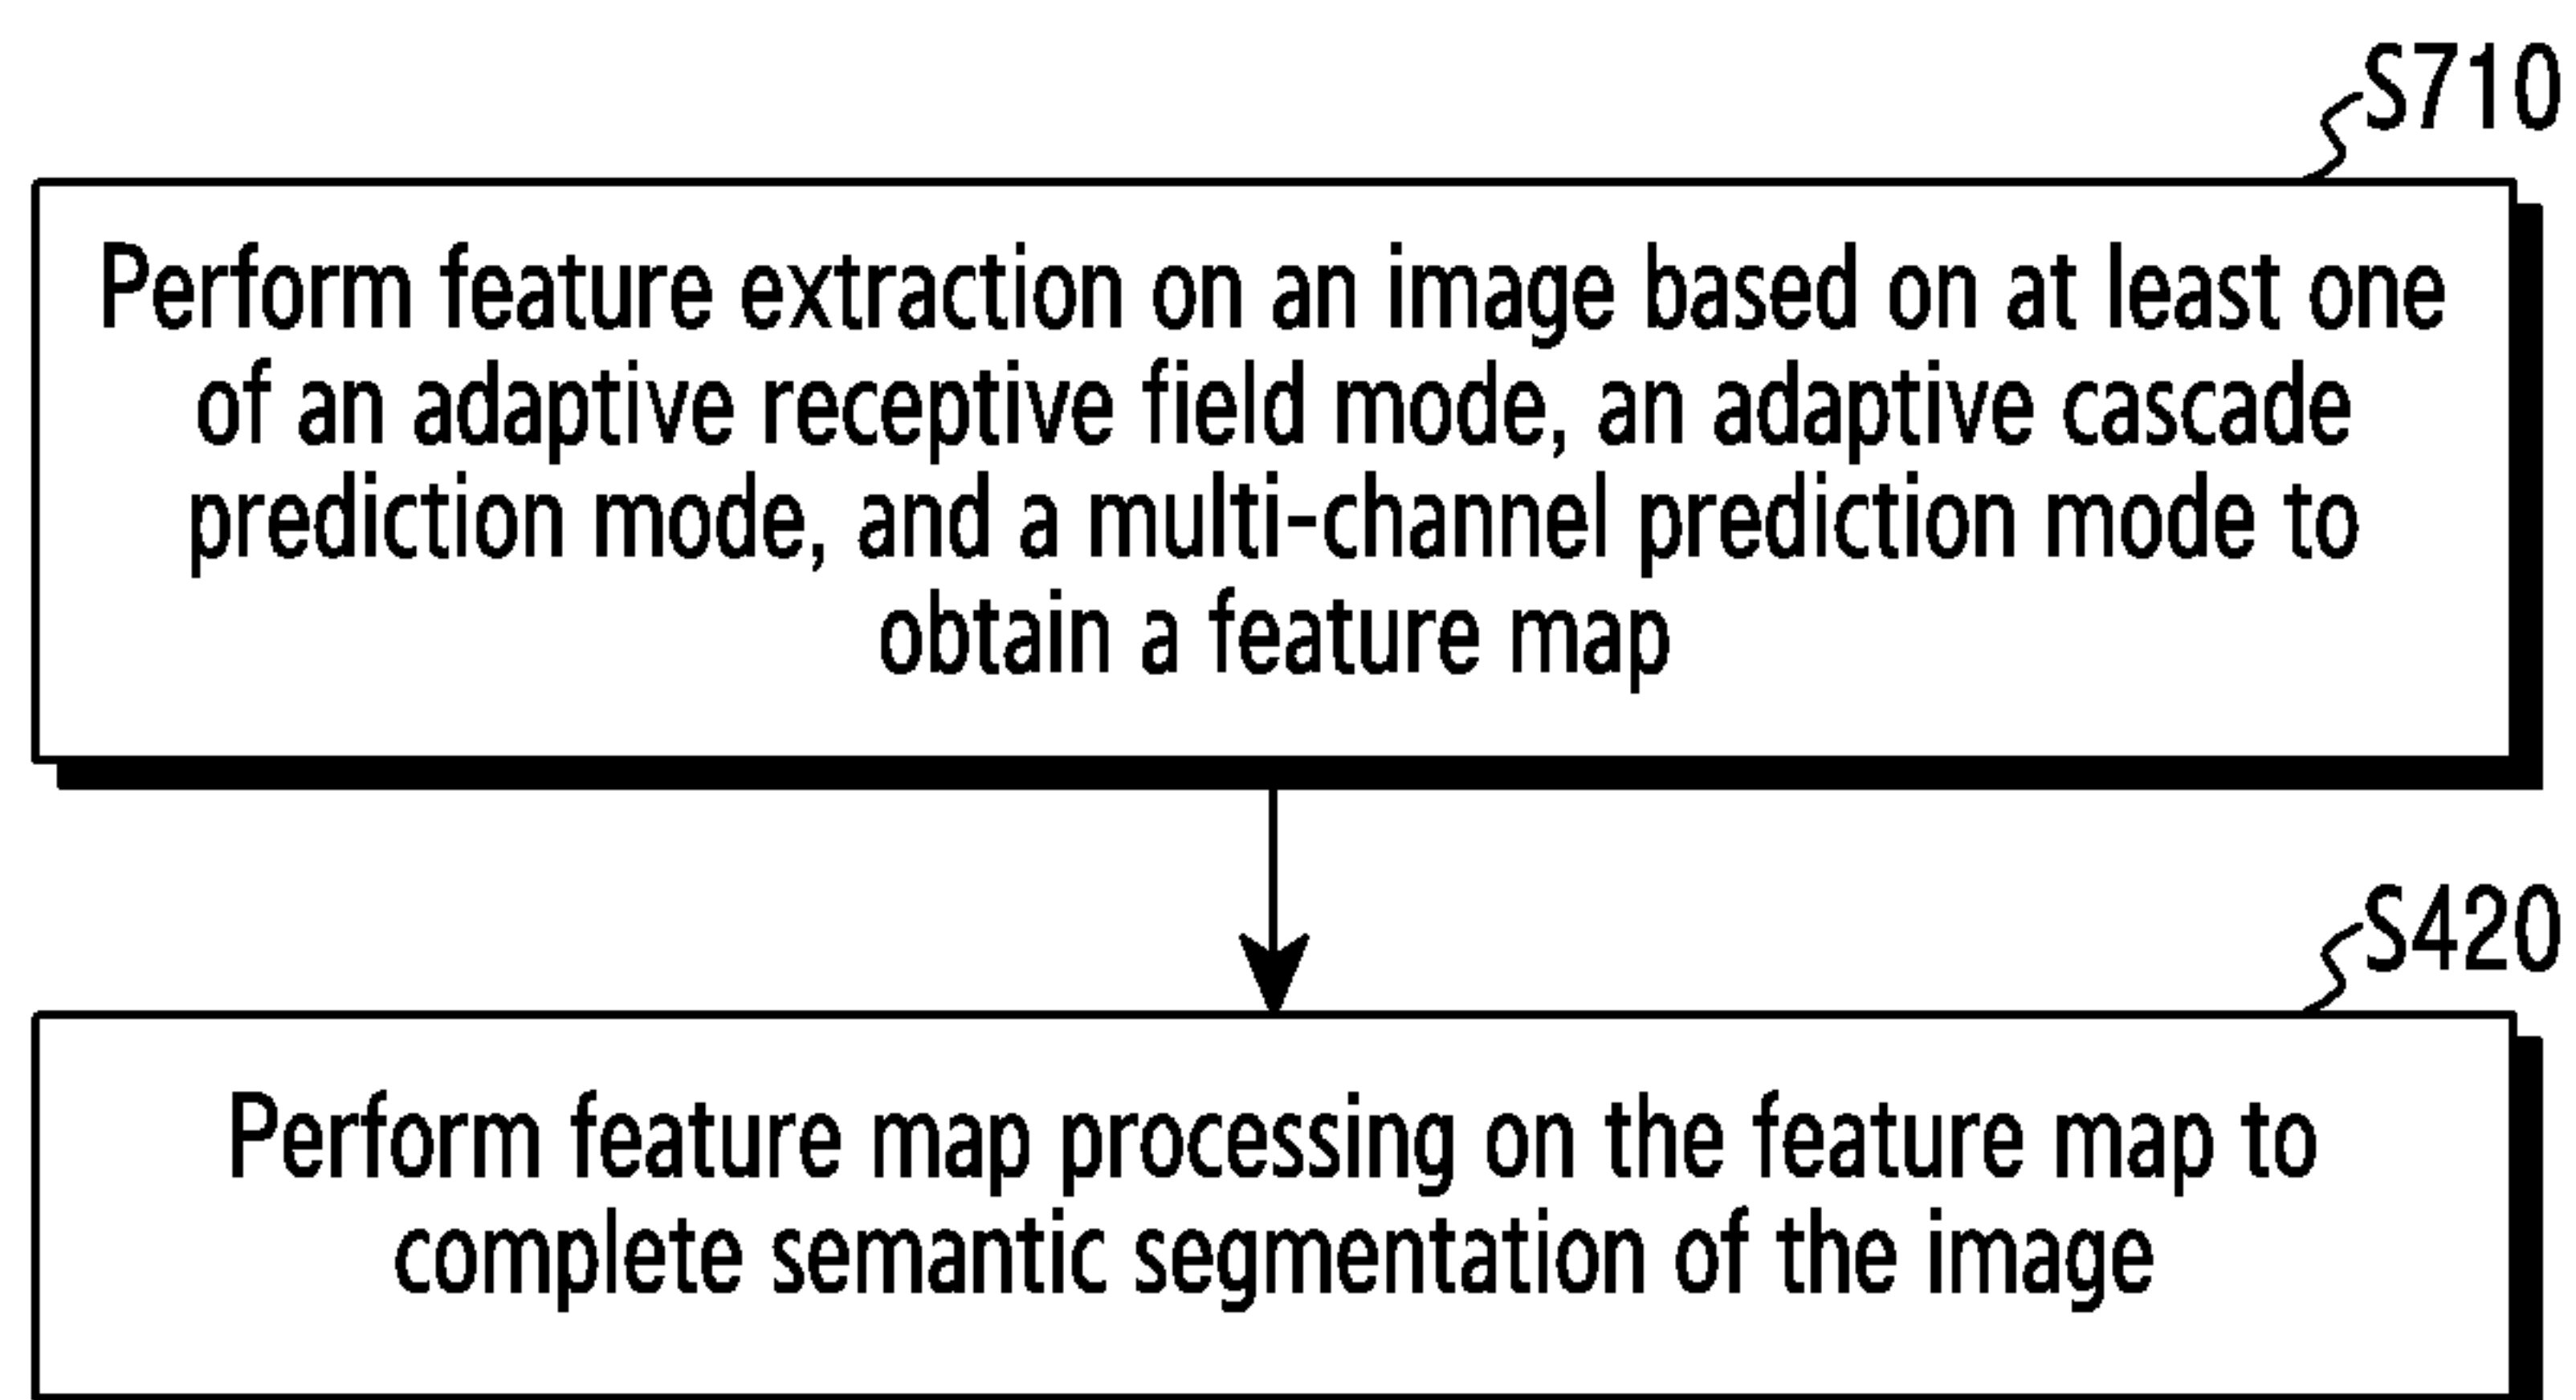 S710
Perform feature extraction on an image based on at least one
of an adaptive receptive field mode, an adaptive cascade
prediction mode, and a multi-channel prediction mode to
obtain a feature map
S420
Perform feature map processing on the feature map to
complete semantic segmentation of the image